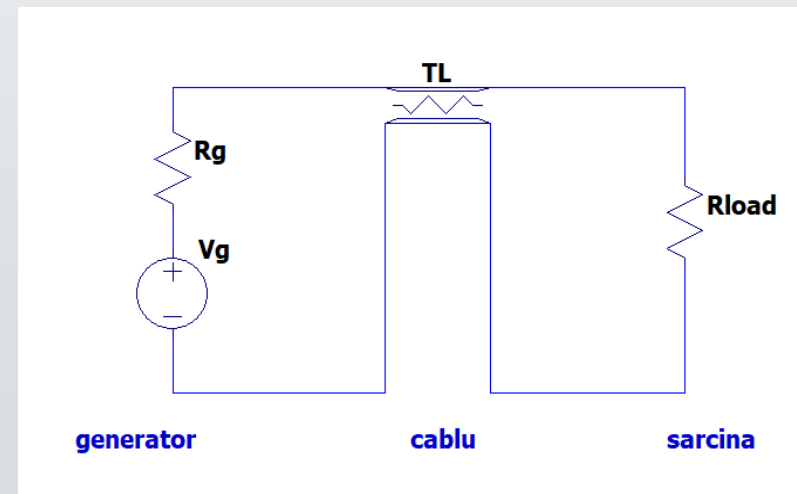 TL
Rg
Rload
Vg
generator
cablu
sarcina